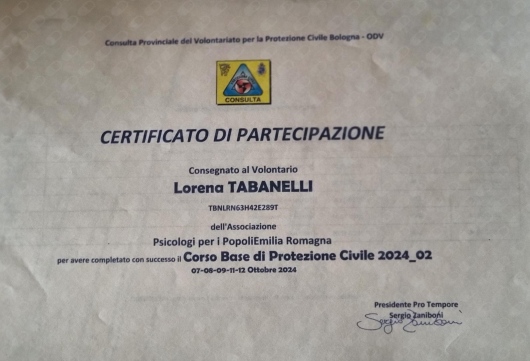 Consulta Provinciale del Volontariato per la Protezione Civile Bologna - ODV
CONSULTA
CERTIFICATO DI PARTECIPAZIONE
Consegnato al Volontario
Lorena TABANELLI
TBNLRN63H42E289T
dell'Associazione
Psicologi per i PopoliEmilia Romagna
per avere completato con successo il Corso Base di Protezione Civile 2024_02
07-08-09-11-12 Ottobre 2024
Presidente Pro Tempore
Sergio Zaniboni
Sergio Zaniboni